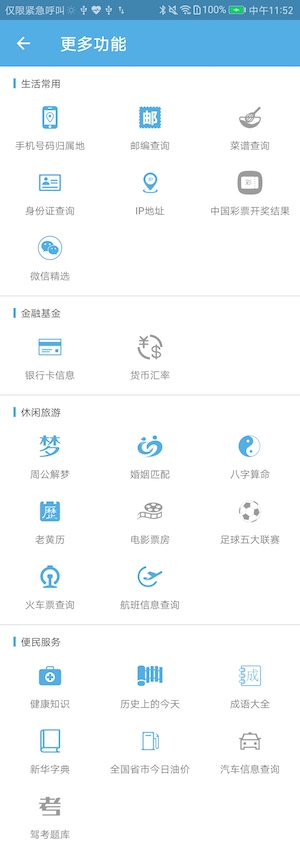 仅限紧急呼叫 100% 中午11:52
更多功能
生活常用
手机号码归属地 邮编查询 菜谱查询
邮
彩
身份证查询 IP地址 中国彩票开奖结果
微信精选
金融基金
银行卡信息 货币汇率
休闲旅游
梦
周公解梦 婚姻匹配 八字算命
歷
老黄历 电影票房 足球五大联赛
火车票查询 航班信息查询
便民服务
成
健康知识 历史上的今天 成语大全
新华字典 全国省市今日油价 汽车信息查询
考
驾考题库